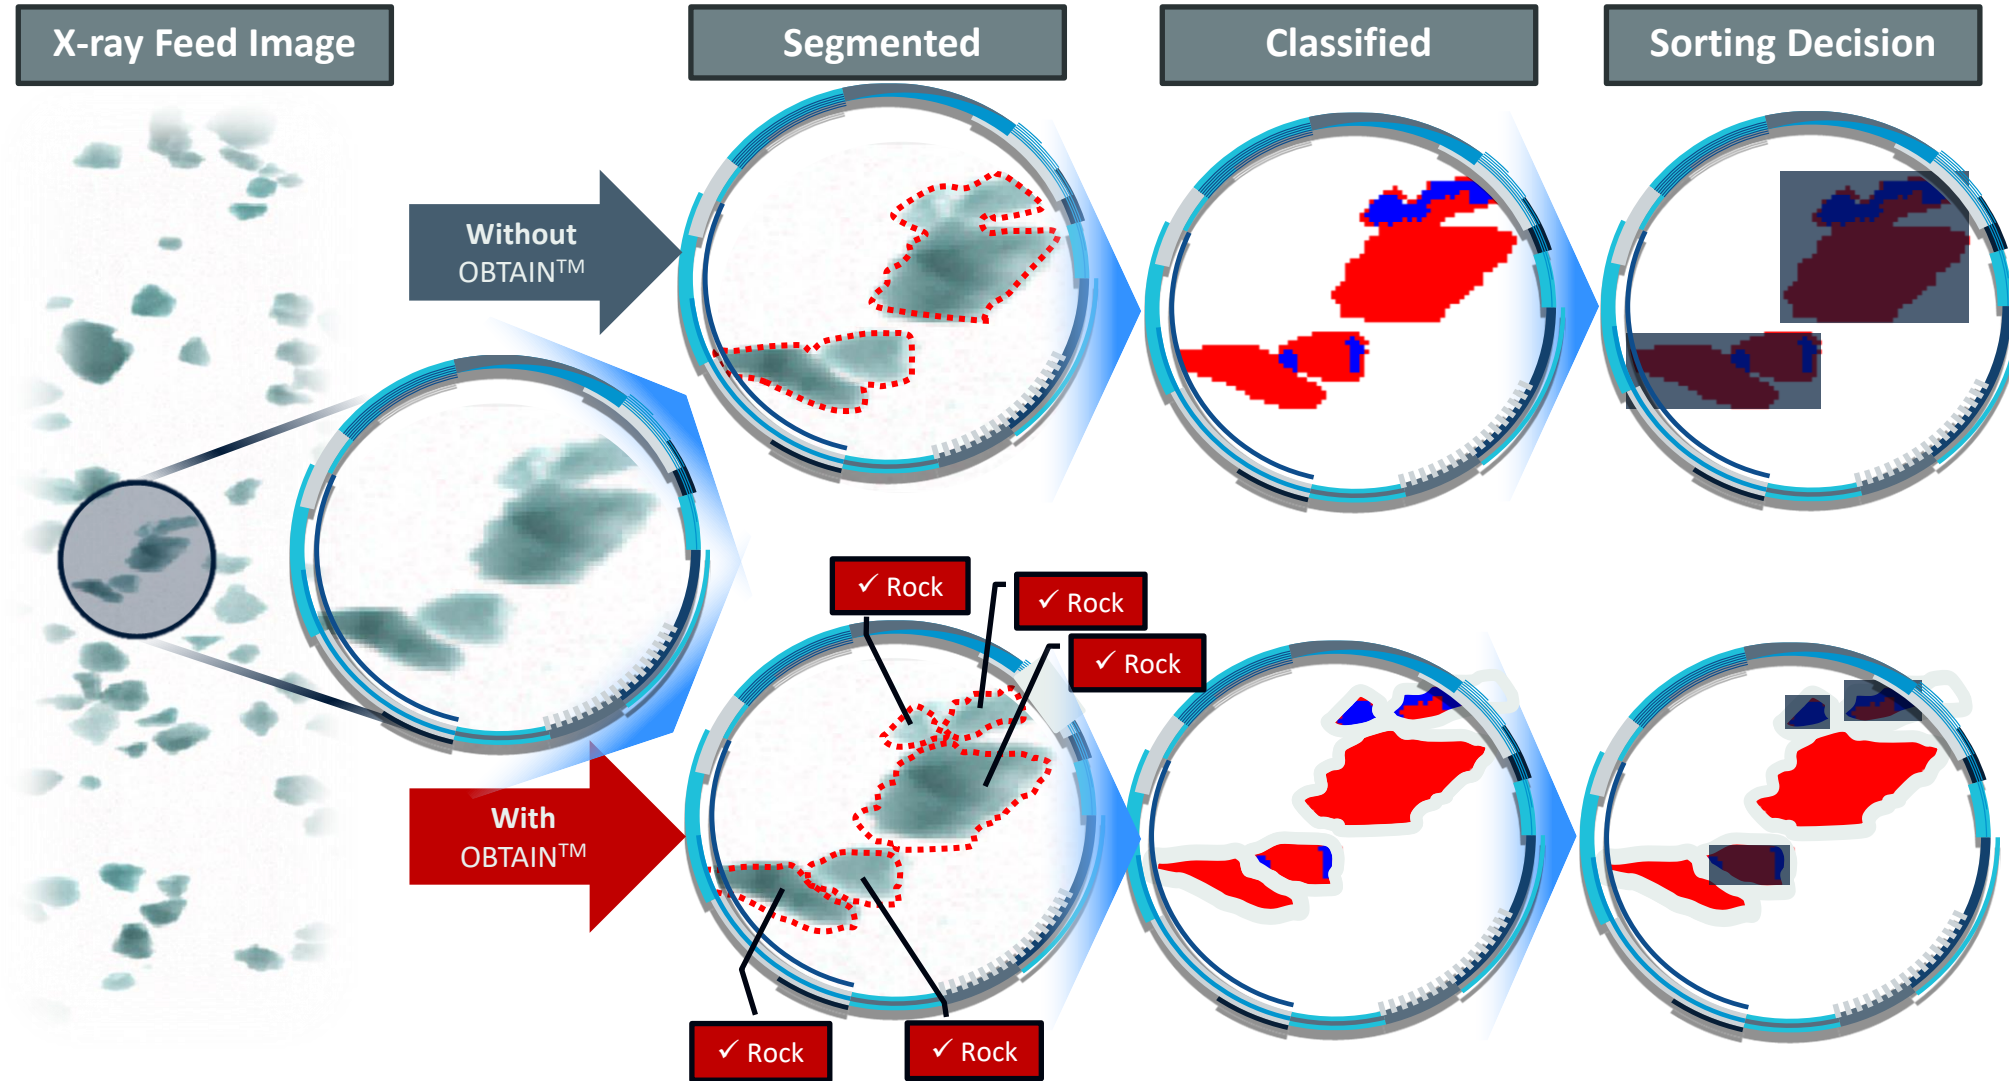 X-ray Feed Image
Segmented
Classified
Sorting Decision
Without
OBTAIN™
✓ Rock
✓ Rock
✓ Rock
With
OBTAIN™
✓ Rock
✓ Rock